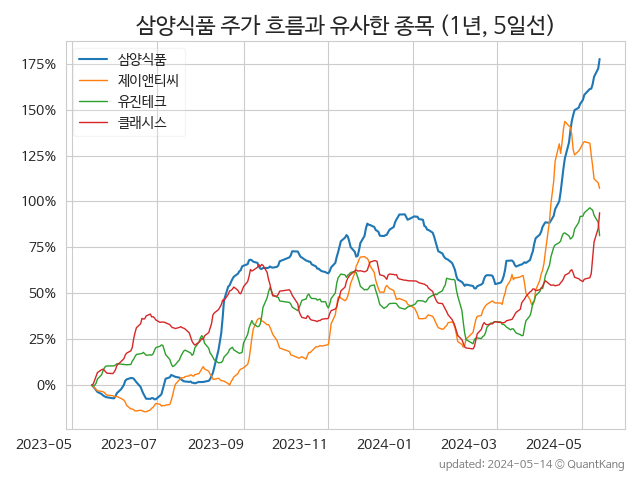 삼양식품 주가 흐름과 유사한 종목 (1년, 5일선)
삼양식품
제이앤티씨
유진테크
클래시스
175%
150%
125%
100%
75%
50%
25%
0%
2023-05 2023-07 2023-09 2023-11 2024-01 2024-03 2024-05
updated: 2024-05-14 ⓒ QuantKang